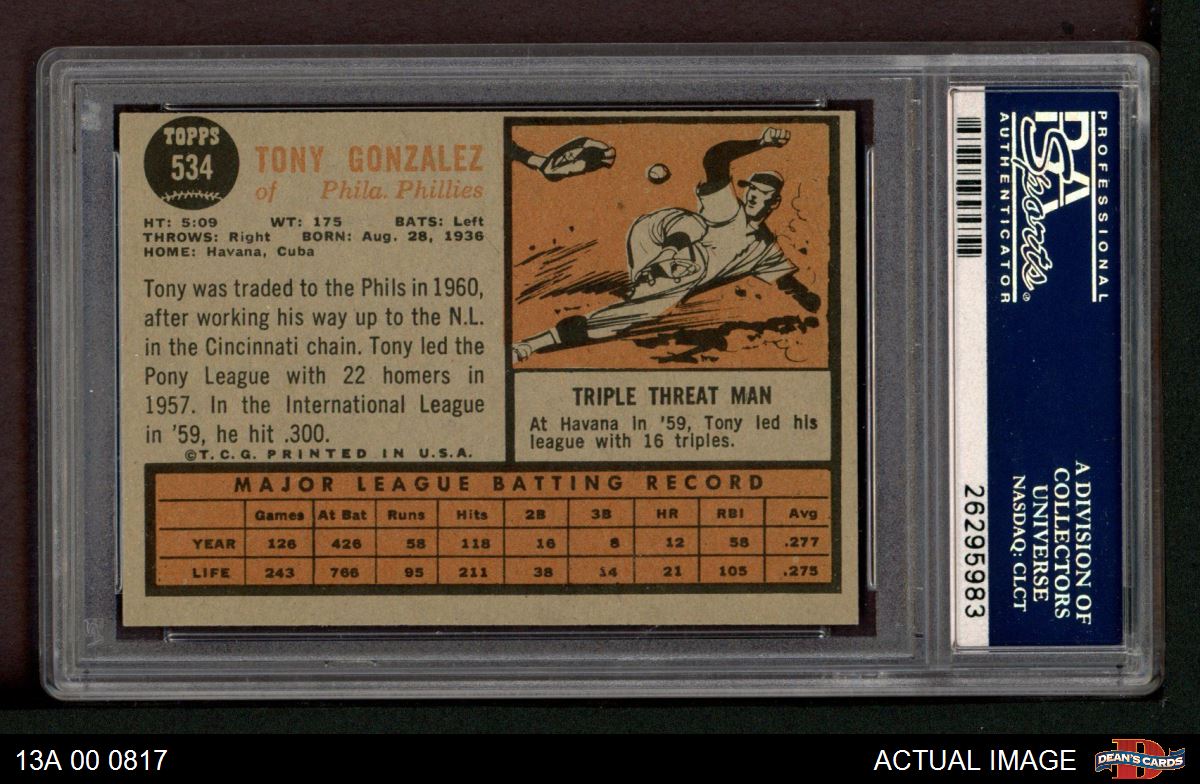 TOPPS
534
TONY GONZALEZ
of Phila. Phillies
HT: 5:09 WT: 175 BATS: Left
THROWS: Right BORN: Aug. 28, 1936
HOME: Havana, Cuba
Tony was traded to the Phils in 1960,
after working his way up to the N.L.
in the Cincinnati chain. Tony led the
Pony League with 22 homers in
1957. In the International League
in '59, he hit .300.
©T.C.G. PRINTED IN U.S.A.
TRIPLE THREAT MAN
At Havana in '59, Tony led his
league with 16 triples.
MAJOR LEAGUE BATTING RECORD
Games At Bat Runs Hits 2B 3B HR RBI Avg
YEAR 126 426 58 118 16 8 12 58 .277
LIFE 243 766 95 211 38 14 21 105 .275
PROFESSIONAL
PSA
Sports
AUTHENTICATOR
A DIVISION OF
COLLECTORS
UNIVERSE
NASDAQ: CLCT
26295983
13A 00 0817
ACTUAL IMAGE
D
DEAN'S CARDS